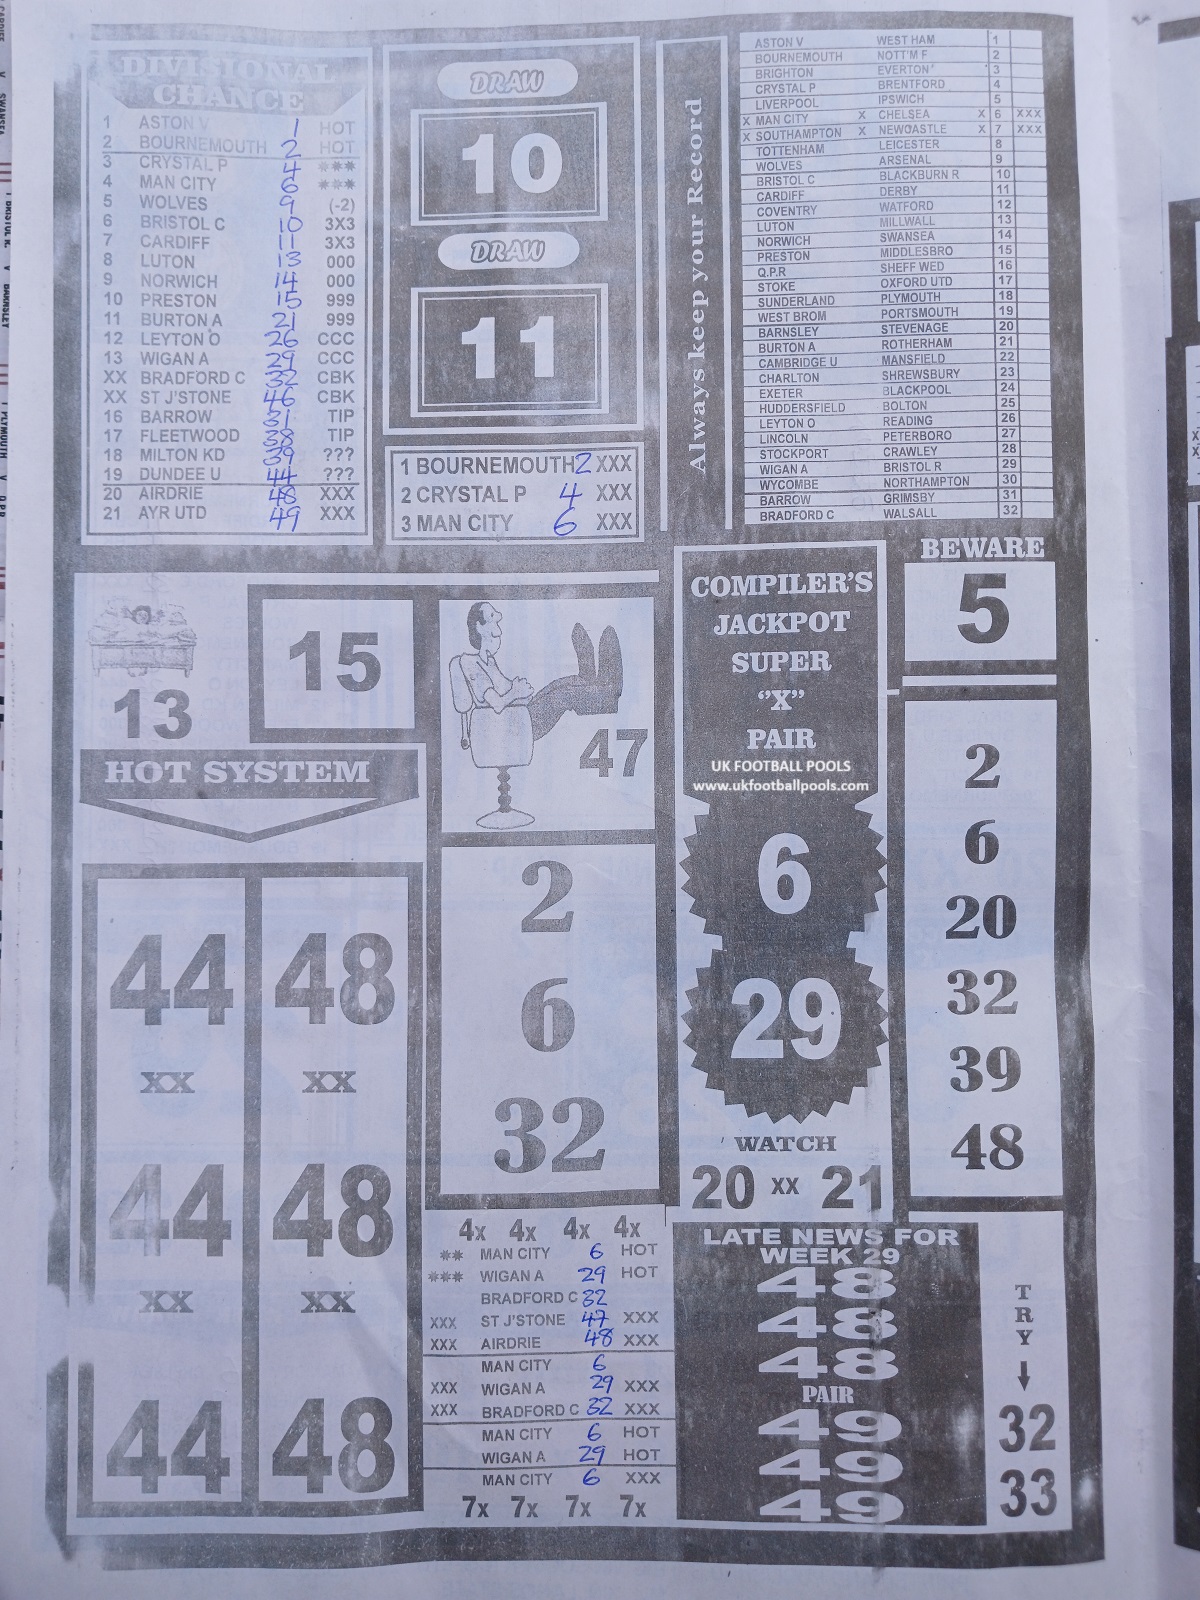 DIVISIONAL
CHANCE
1 ASTON V 1 HOT
2 BOURNEMOUTH 2 HOT
3 CRYSTAL P 4 ***
4 MAN CITY 6 ***
5 WOLVES 9 (-2)
6 BRISTOL C 10 3X3
7 CARDIFF 11 3X3
8 LUTON 13 000
9 NORWICH 14 000
10 PRESTON 15 999
11 BURTON A 21 999
12 LEYTON O 26 CCC
13 WIGAN A 29 CCC
XX BRADFORD C 32 CBK
XX ST J'STONE 46 CBK
16 BARROW 31 TIP
17 FLEETWOOD 38 TIP
18 MILTON KD 39 ???
19 DUNDEE U 44 ???
20 AIRDRIE 48 XXX
21 AYR UTD 49 XXX
DRAW
10
DRAW
11
1 BOURNEMOUTH 2 XXX
2 CRYSTAL P 4 XXX
3 MAN CITY 6 XXX
Always keep your Record
ASTON V WEST HAM 1
BOURNEMOUTH NOTT'M F 2
BRIGHTON EVERTON 3
CRYSTAL P BRENTFORD 4
LIVERPOOL IPSWICH 5
X MAN CITY X CHELSEA X 6 XXX
X SOUTHAMPTON X NEWCASTLE X 7 XXX
TOTTENHAM LEICESTER 8
WOLVES ARSENAL 9
BRISTOL C BLACKBURN R 10
CARDIFF DERBY 11
COVENTRY WATFORD 12
LUTON MILLWALL 13
NORWICH SWANSEA 14
PRESTON MIDDLESBRO 15
Q.P.R SHEFF WED 16
STOKE OXFORD UTD 17
SUNDERLAND PLYMOUTH 18
WEST BROM PORTSMOUTH 19
BARNSLEY STEVENAGE 20
BURTON A ROTHERHAM 21
CAMBRIDGE U MANSFIELD 22
CHARLTON SHREWSBURY 23
EXETER BLACKPOOL 24
HUDDERSFIELD BOLTON 25
LEYTON O READING 26
LINCOLN PETERBORO 27
STOCKPORT CRAWLEY 28
WIGAN A BRISTOL R 29
WYCOMBE NORTHAMPTON 30
BARROW GRIMSBY 31
BRADFORD C WALSALL 32
13
15
HOT SYSTEM
44 48
XX XX
44 48
XX XX
44 48
47
2
6
32
4x 4x 4x 4x
** MAN CITY 6 HOT
*** WIGAN A 29 HOT
BRADFORD C 32
XXX ST J'STONE 47 XXX
XXX AIRDRIE 48 XXX
MAN CITY 6
XXX WIGAN A 29 XXX
XXX BRADFORD C 32 XXX
MAN CITY 6 HOT
WIGAN A 29 HOT
MAN CITY 6 XXX
7x 7x 7x 7x
COMPILER'S
JACKPOT
SUPER
"X"
PAIR
UK FOOTBALL POOLS
www.ukfootballpools.com
6
29
WATCH
20 XX 21
LATE NEWS FOR
WEEK 29
48
48
48
PAIR
49
49
49
BEWARE
5
2
6
20
32
39
48
TRY
32
33